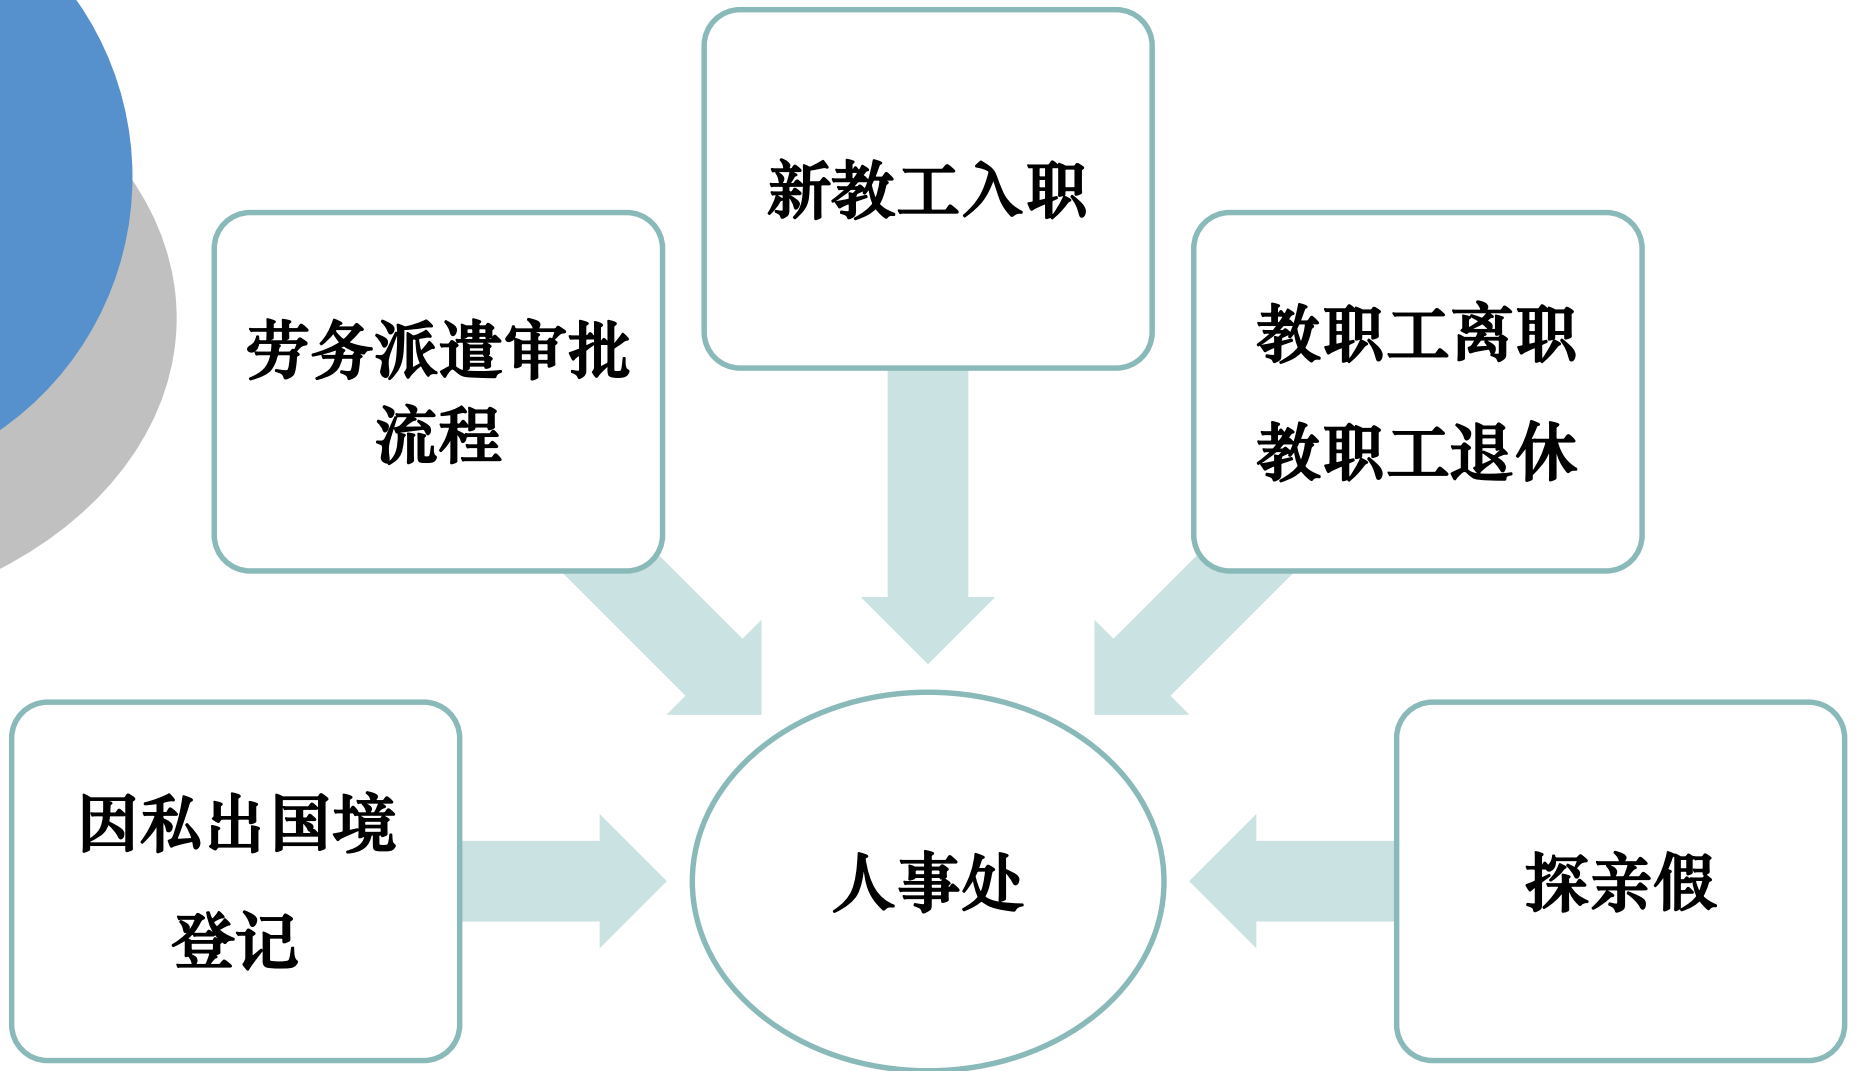 新教工入职
劳务派遣审批
流程
教职工离职
教职工退休
因私出国境
登记
人事处
探亲假